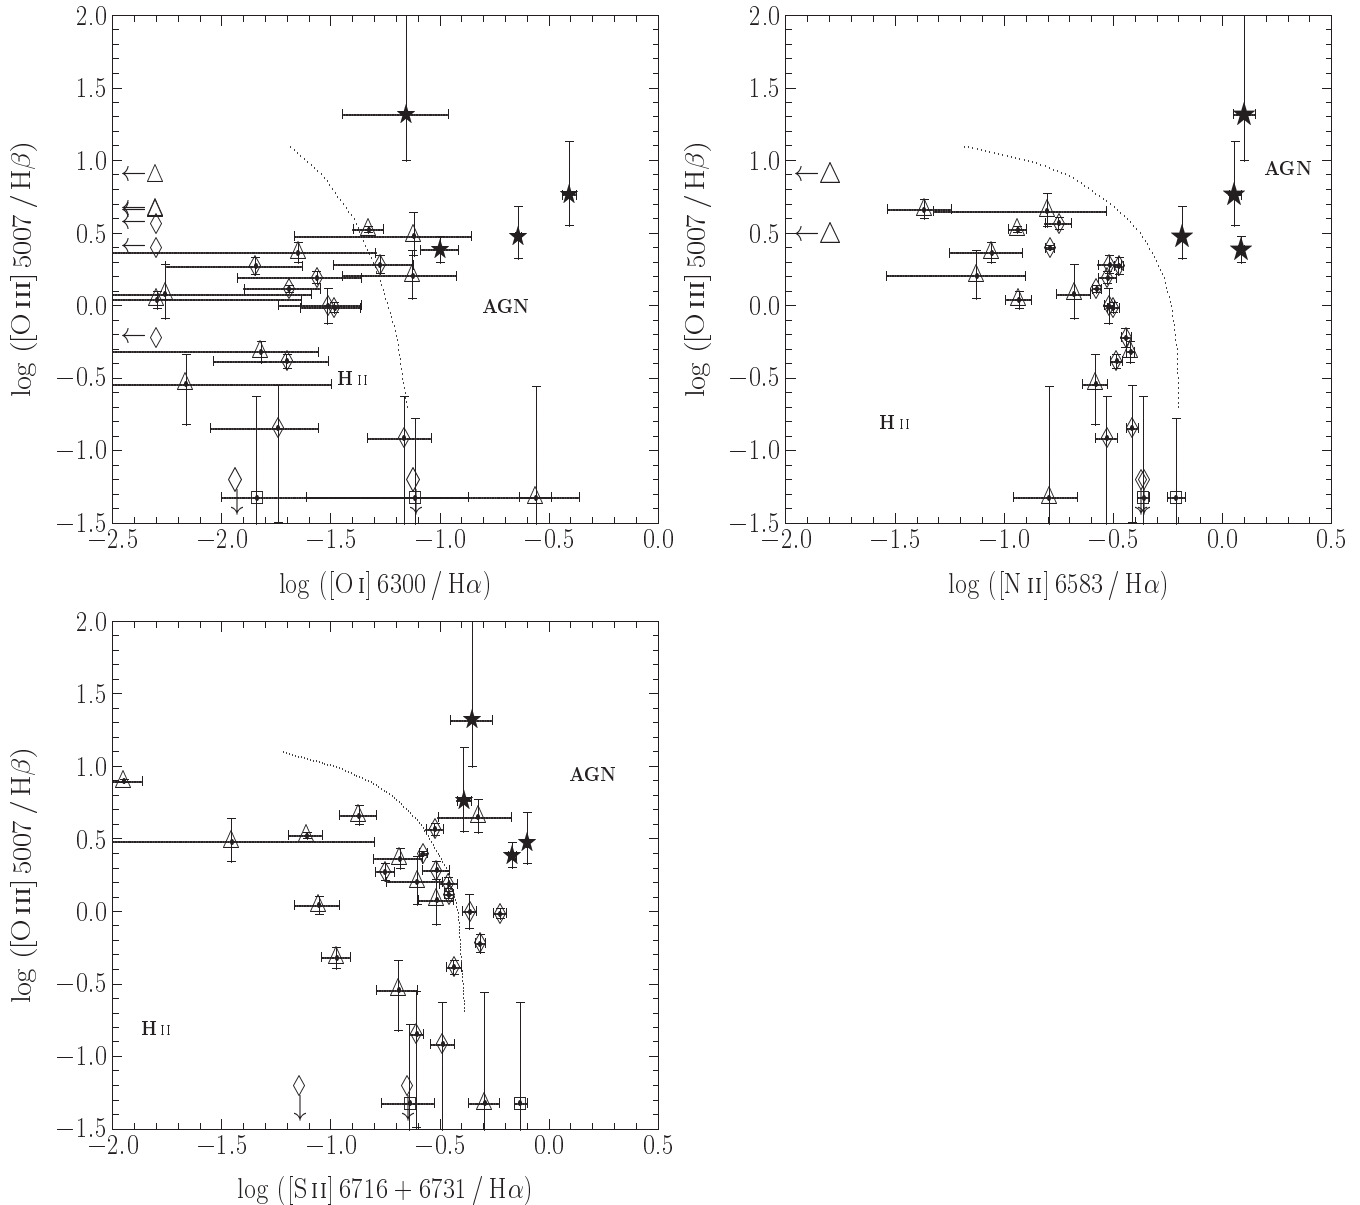 2.0
1.5
1.0
0.5
0.0
−0.5
−1.0
−1.5
log ([O III] 5007 / Hβ)
AGN
H II
−2.5 −2.0 −1.5 −1.0 −0.5 0.0
log ([O I] 6300 / Hα)
2.0
1.5
1.0
0.5
0.0
−0.5
−1.0
−1.5
log ([O III] 5007 / Hβ)
AGN
H II
−2.0 −1.5 −1.0 −0.5 0.0 0.5
log ([N II] 6583 / Hα)
2.0
1.5
1.0
0.5
0.0
−0.5
−1.0
−1.5
log ([O III] 5007 / Hβ)
AGN
H II
−2.0 −1.5 −1.0 −0.5 0.0 0.5
log ([S II] 6716 + 6731 / Hα)